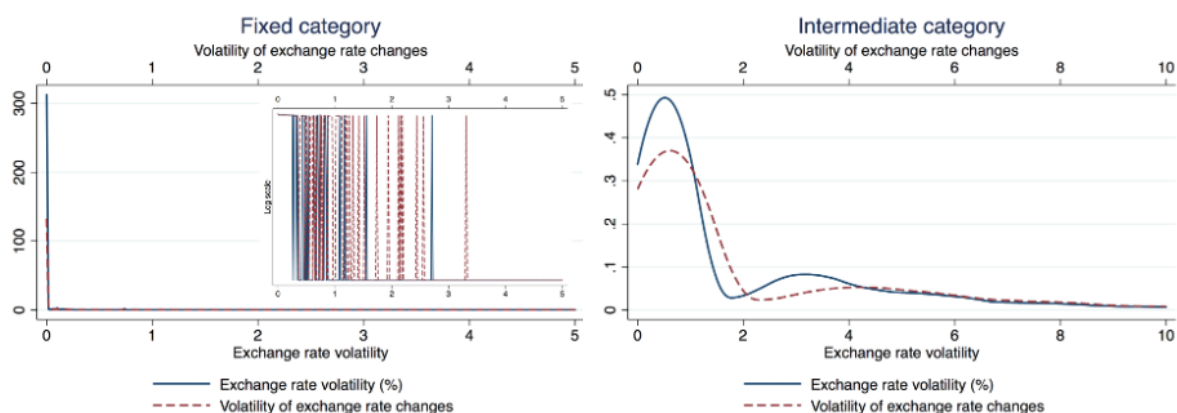 Fixed category
Volatility of exchange rate changes
0 1 2 3 4 5
300
200
100
0
0 1 2 3 4 5
Log scale
0 1 2 3 4 5
0 1 2 3 4 5
Exchange rate volatility
Exchange rate volatility (%)
Volatility of exchange rate changes
Intermediate category
Volatility of exchange rate changes
0 2 4 6 8 10
.5
.4
.3
.2
.1
0
0 2 4 6 8 10
Exchange rate volatility
Exchange rate volatility (%)
Volatility of exchange rate changes